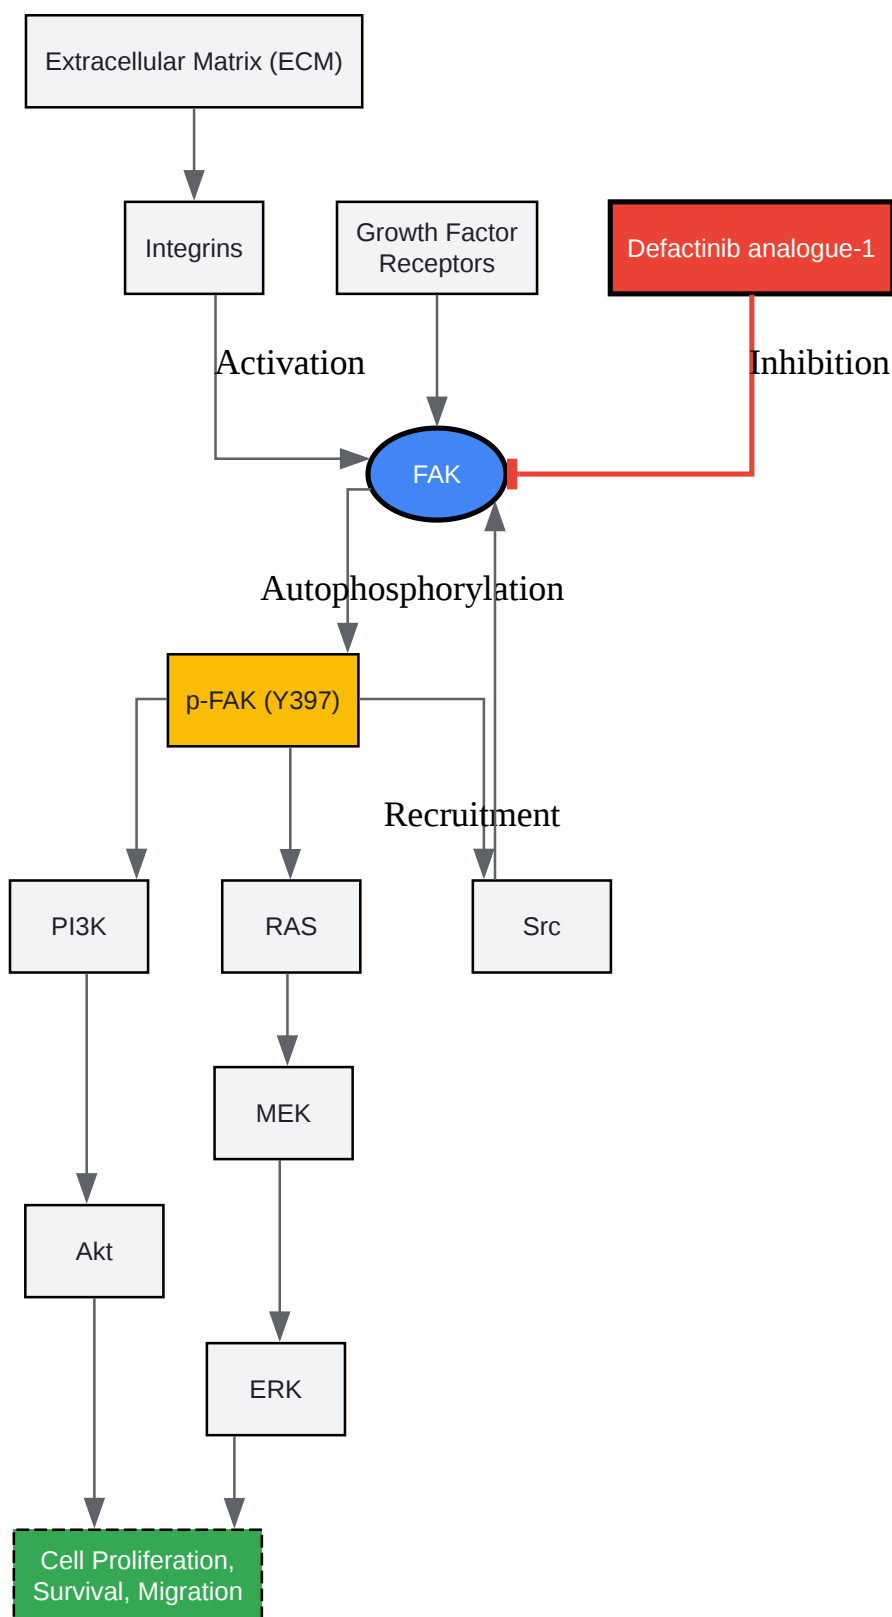 Extracellular Matrix (ECM)
Integrins
Growth Factor
Receptors
Defactinib analogue-1
Activation
Inhibition
FAK
Autophosphorylation
p-FAK (Y397)
Recruitment
PI3K
RAS
Src
MEK
Akt
ERK
Cell Proliferation,
Survival, Migration